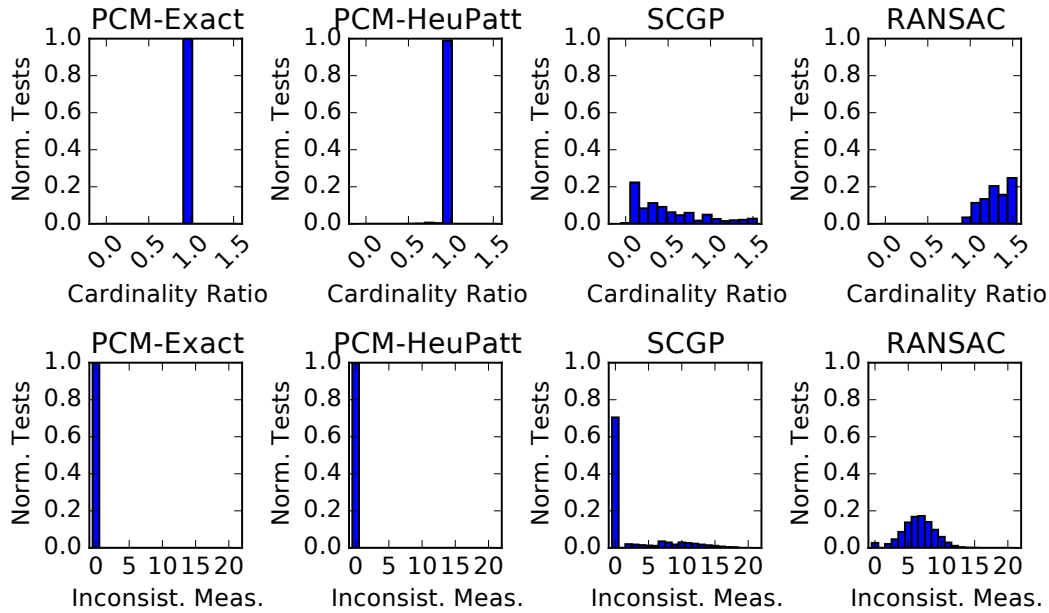 PCM-Exact PCM-HeuPatt SCGP RANSAC
Norm. Tests Norm. Tests Norm. Tests Norm. Tests
1.0 1.0 1.0 1.0
0.8 0.8 0.8 0.8
0.6 0.6 0.6 0.6
0.4 0.4 0.4 0.4
0.2 0.2 0.2 0.2
0.0 0.0 0.0 0.0
0.0 0.5 1.0 1.5 0.0 0.5 1.0 1.5 0.0 0.5 1.0 1.5 0.0 0.5 1.0 1.5
Cardinality Ratio Cardinality Ratio Cardinality Ratio Cardinality Ratio
PCM-Exact PCM-HeuPatt SCGP RANSAC
Norm. Tests Norm. Tests Norm. Tests Norm. Tests
1.0 1.0 1.0 1.0
0.8 0.8 0.8 0.8
0.6 0.6 0.6 0.6
0.4 0.4 0.4 0.4
0.2 0.2 0.2 0.2
0.0 0.0 0.0 0.0
0 5 10 15 20 0 5 10 15 20 0 5 10 15 20 0 5 10 15 20
Inconsist. Meas. Inconsist. Meas. Inconsist. Meas. Inconsist. Meas.